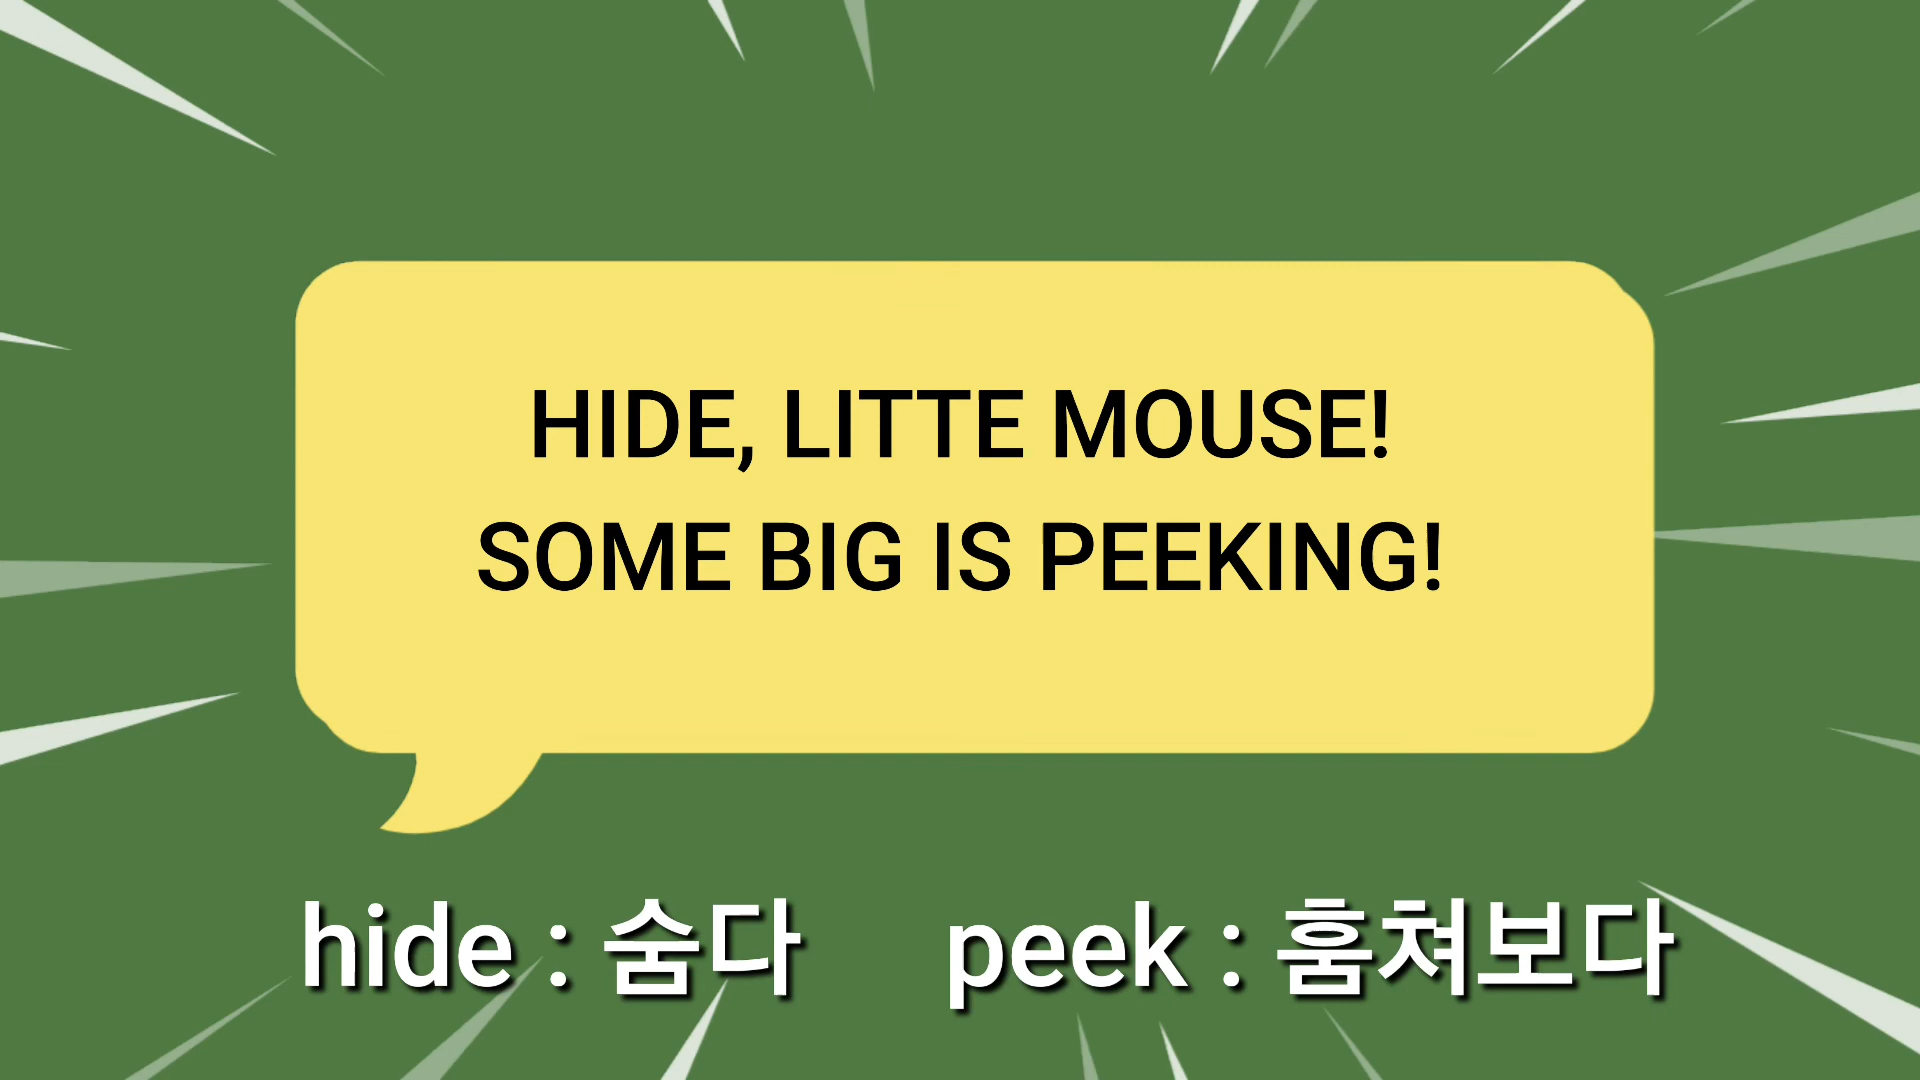 HIDE, LITTE MOUSE!
SOME BIG IS PEEKING!
hide : 숨다 peek : 훔쳐보다